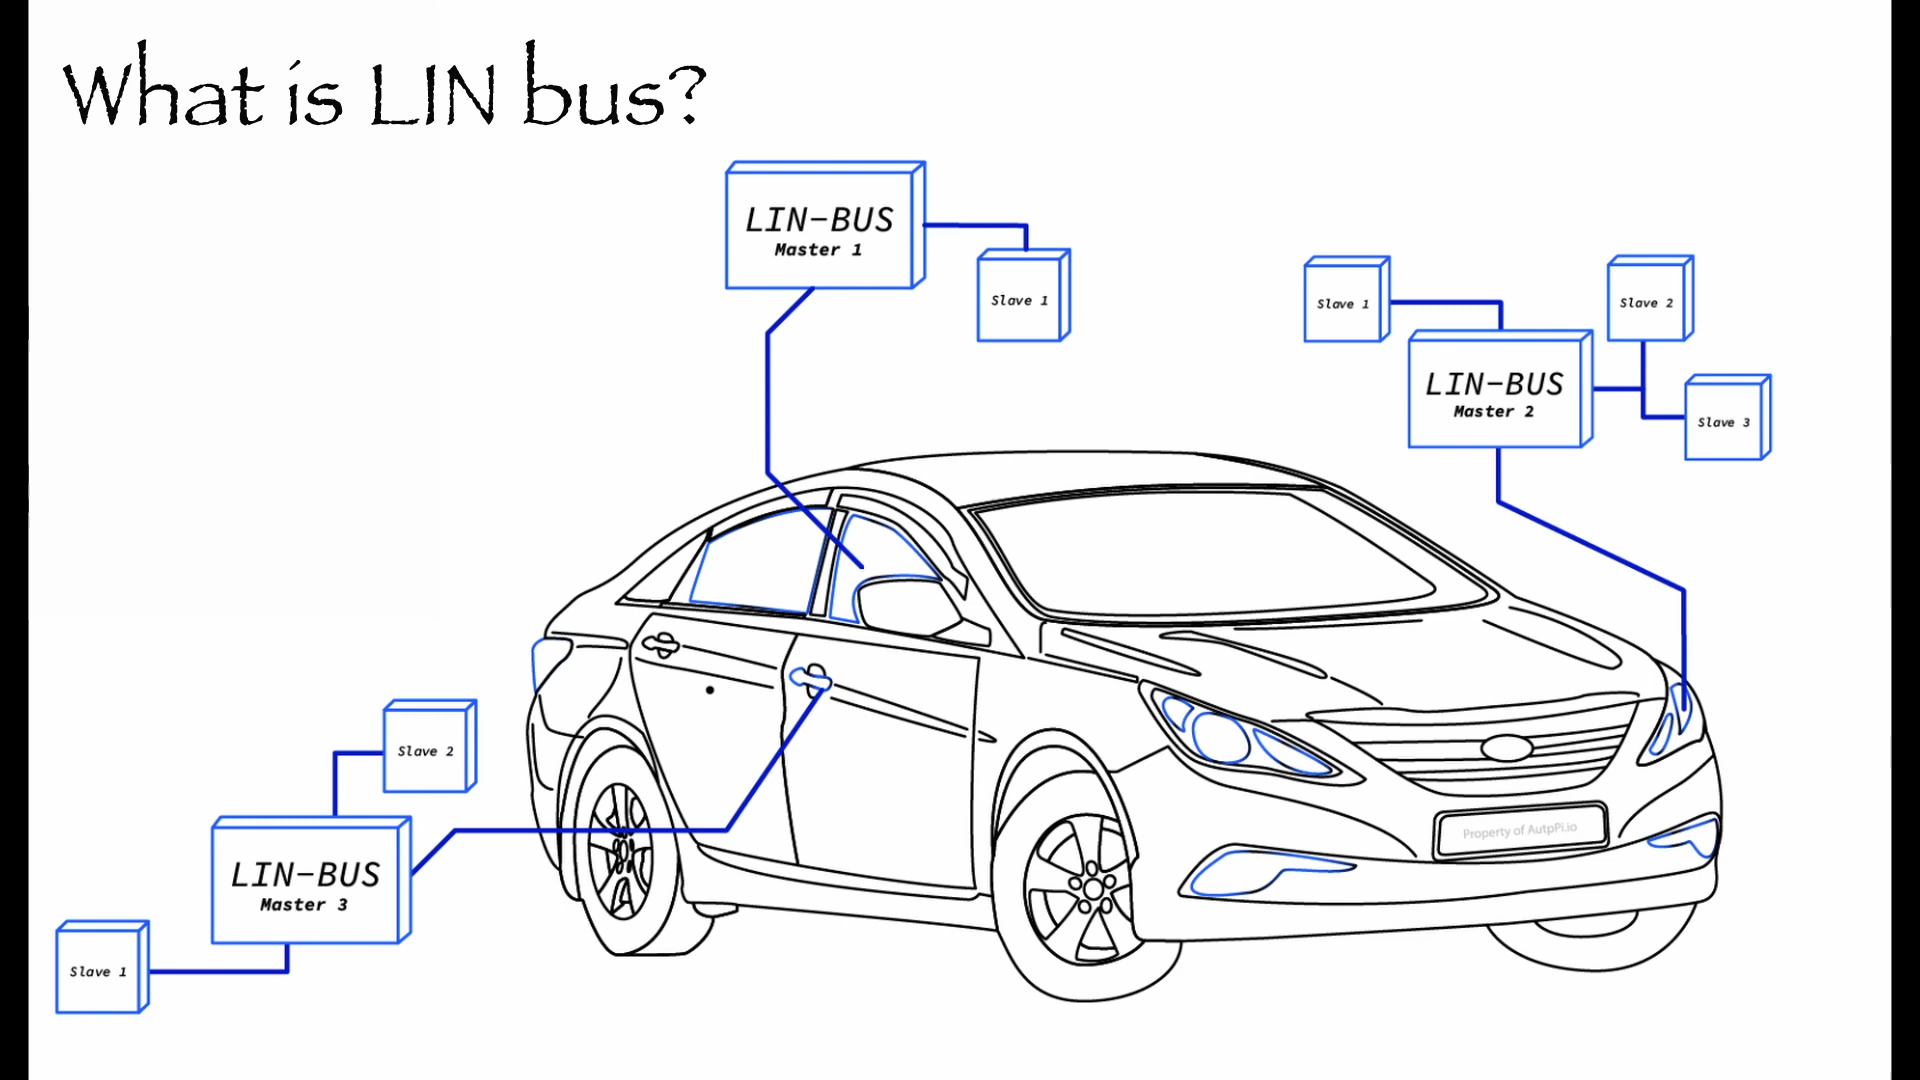 What is LIN bus?
LIN-BUS
Master 1
Slave 1
Slave 1
Slave 2
LIN-BUS
Master 2
Slave 3
Slave 2
LIN-BUS
Master 3
Slave 1
Property of AutpPi.io